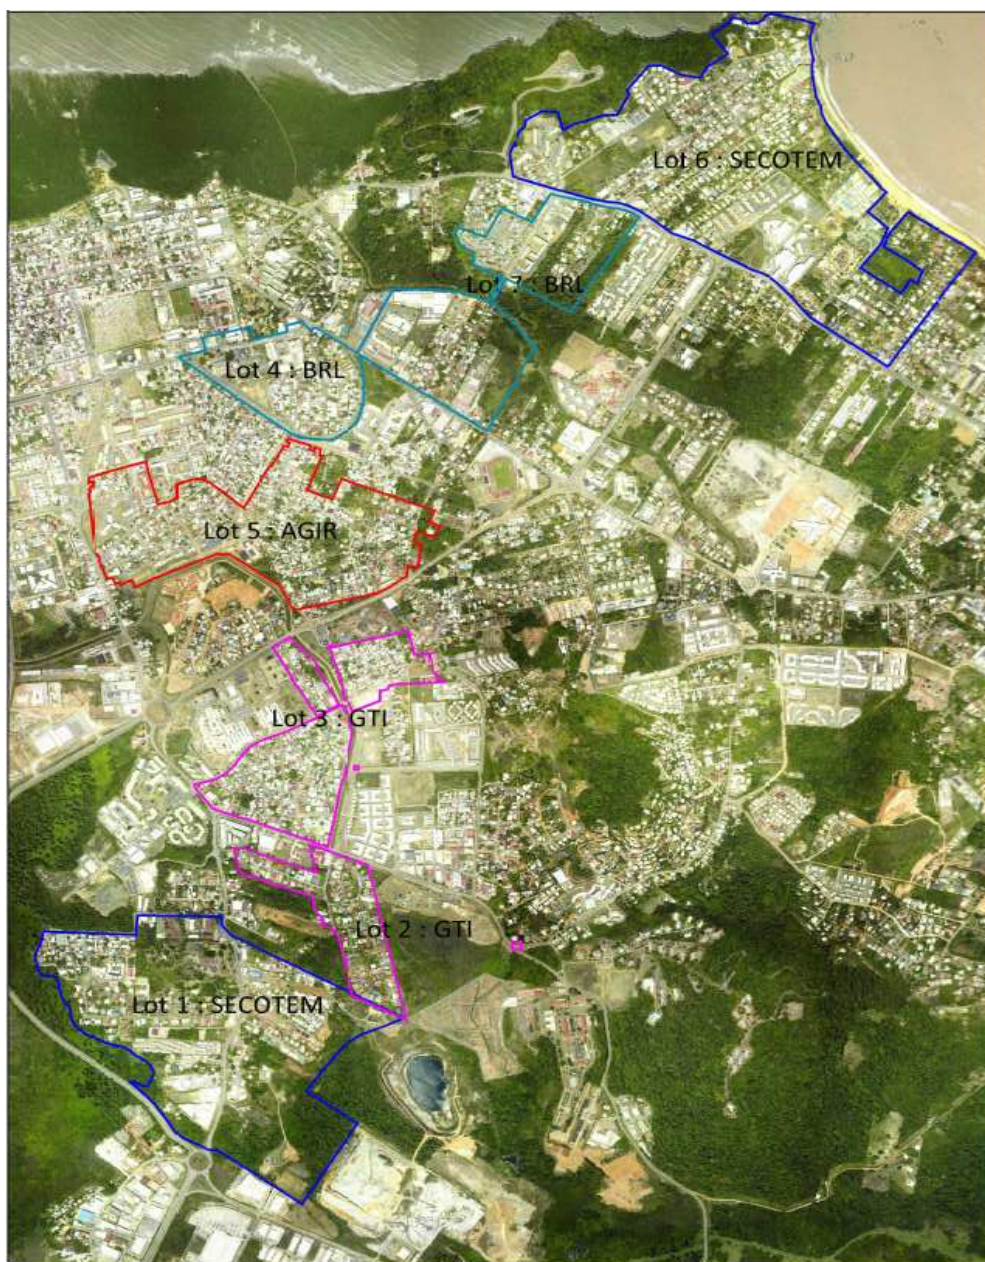 Lot 6 : SECOTEM
Lot 7 : BRL
Lot 4 : BRL
Lot 5 : AGIR
Lot 3 : GTI
Lot 2 : GTI
Lot 1 : SECOTEM